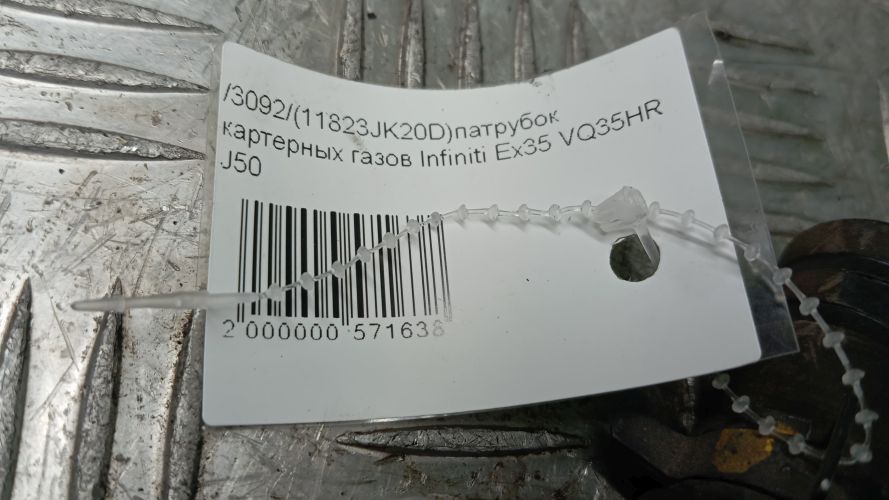 /3092/(11823JK20D)патрубок
картерных газов Infiniti Ex35 VQ35HR
J50
2 000000 571638